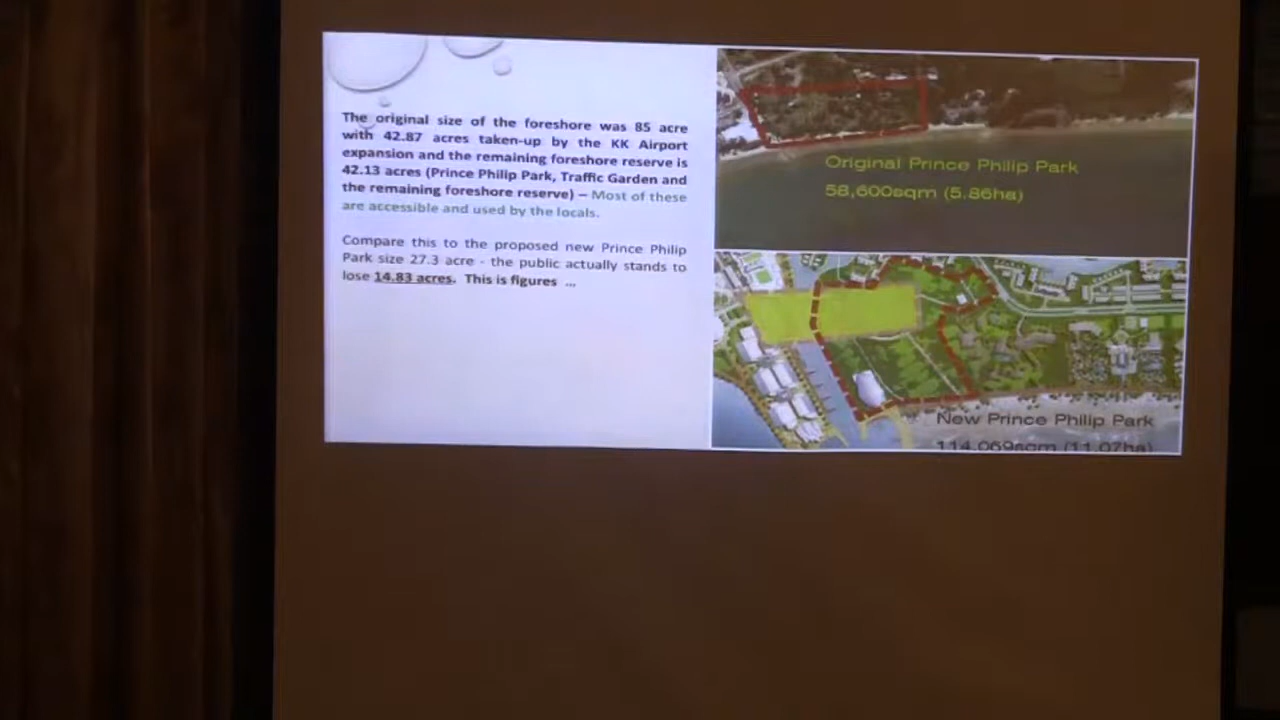 The original size of the foreshore was 85 acre
with 42.87 acres taken-up by the KK Airport
expansion and the remaining foreshore reserve is
42.13 acres (Prince Philip Park, Traffic Garden and
the remaining foreshore reserve) – Most of these
are accessible and used by the locals.
Compare this to the proposed new Prince Philip
Park size 27.3 acre - the public actually stands to
lose 14.83 acres. This is figures ...
Original Prince Philip Park
58,600sqm (5.86ha)
New Prince Philip Park
114,069sqm (11.07ha)